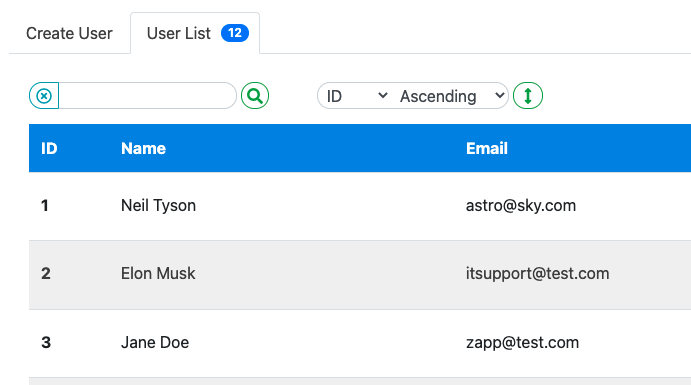 Create User User List 12
ID Ascending
ID Name Email
1 Neil Tyson astro@sky.com
2 Elon Musk itsupport@test.com
3 Jane Doe zapp@test.com